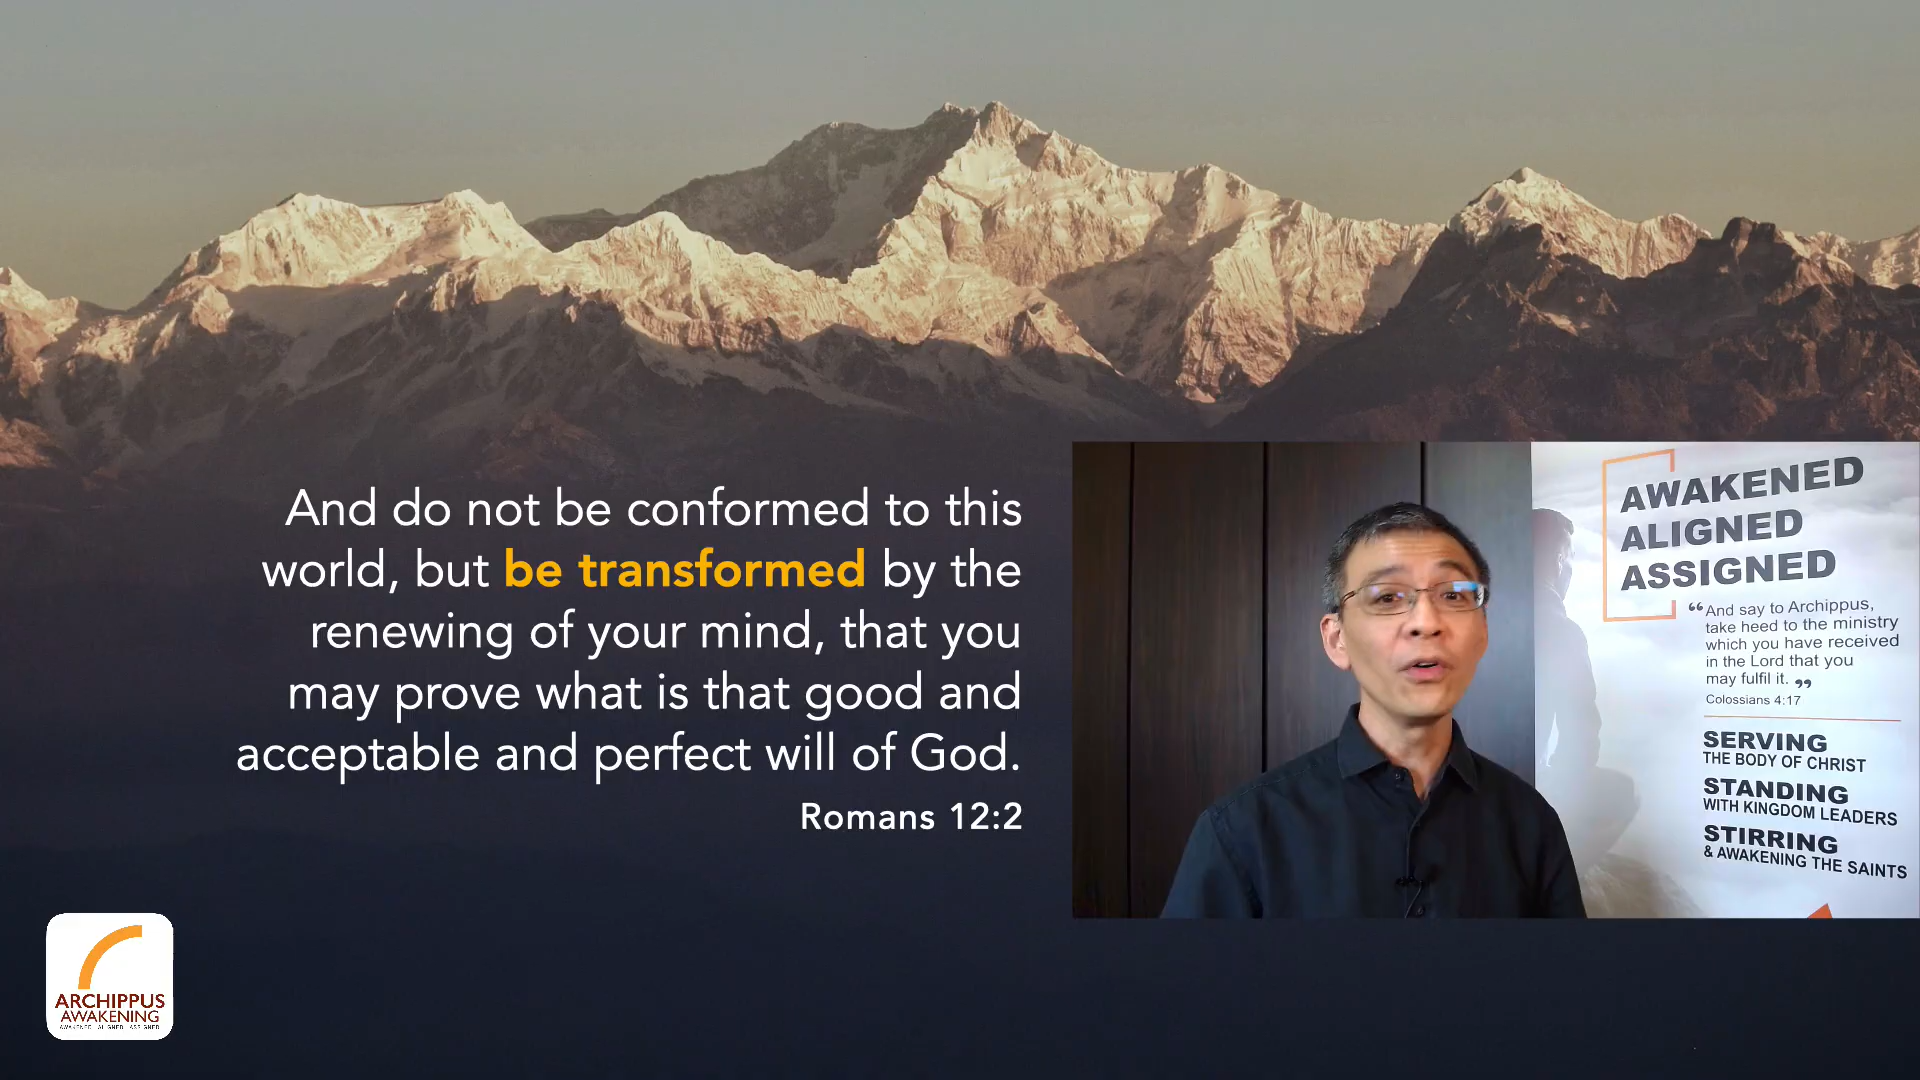 And do not be conformed to this
world, but be transformed by the
renewing of your mind, that you
may prove what is that good and
acceptable and perfect will of God.
Romans 12:2
AWAKENED
ALIGNED
ASSIGNED
“And say to Archippus,
take heed to the ministry
which you have received
in the Lord that you
may fulfil it.”
Colossians 4:17
SERVING
THE BODY OF CHRIST
STANDING
WITH KINGDOM LEADERS
STIRRING
& AWAKENING THE SAINTS
ARCHIPPUS
AWAKENING
AWAKENED ALIGNED ASSIGNED